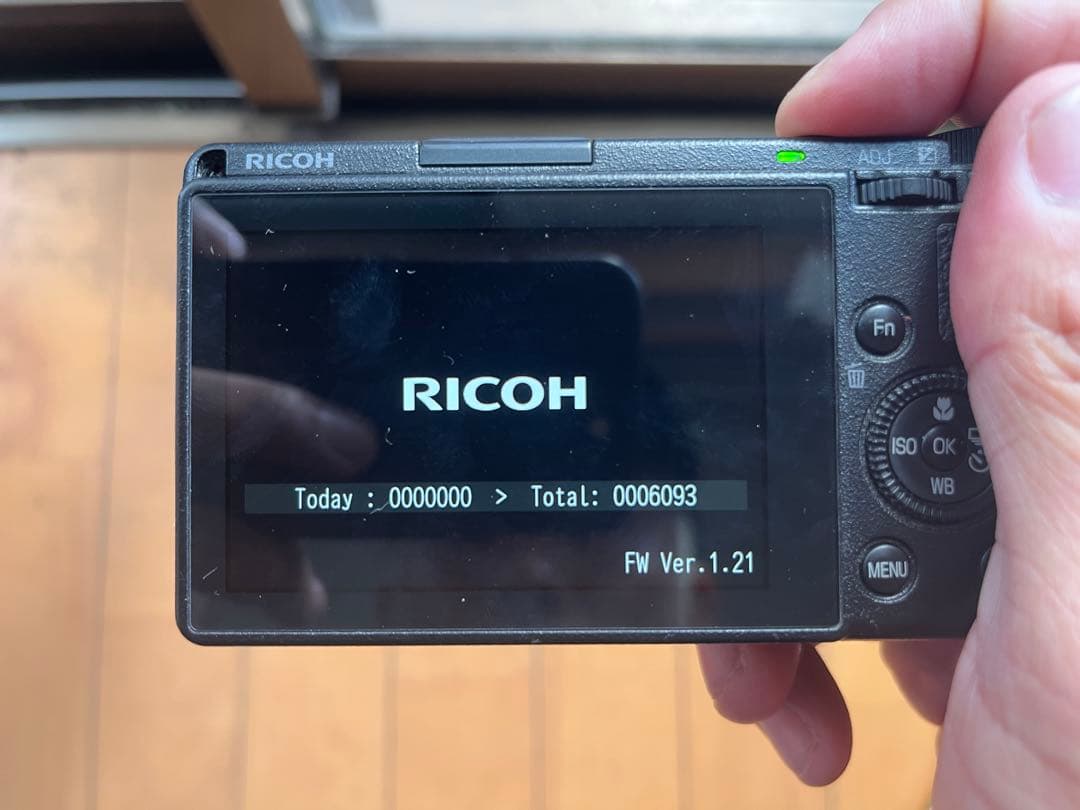 RICOH
ADJ
RICOH
Fn
ISO OK
WB
Today : 0000000 > Total: 0006093
FW Ver.1.21
MENU